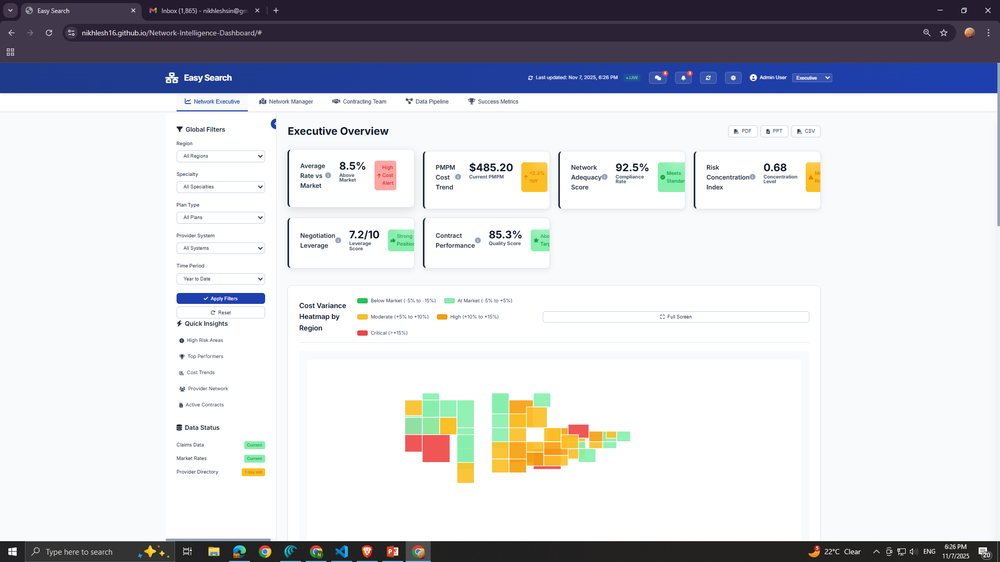 Easy Search
Inbox (1,865) - nikhleshsin@gm
nikhlesh16.github.io/Network-Intelligence-Dashboard/#
Easy Search
Last updated: Nov 7, 2025, 6:26 PM
● LIVE
6
3
Admin User
Executive
Network Executive
Network Manager
Contracting Team
Data Pipeline
Success Metrics
Global Filters
Region
All Regions
Specialty
All Specialties
Plan Type
All Plans
Provider System
All Systems
Time Period
Year to Date
Apply Filters
Reset
Quick Insights
High Risk Areas
Top Performers
Cost Trends
Provider Network
Active Contracts
Data Status
Claims Data
Current
Market Rates
Current
Provider Directory
1 day old
Executive Overview
PDF
PPT
CSV
Average
Rate vs
Market
8.5%
Above
Market
High
Cost
Alert
PMPM
Cost
Trend
$485.20
Current PMPM
+2.3%
YoY
Network
Adequacy
Score
92.5%
Compliance
Rate
Meets
Standar
Risk
Concentration
Index
0.68
Concentration
Level
Negotiation
Leverage
7.2/10
Leverage
Score
Strong
Position
Contract
Performance
85.3%
Quality Score
Abo
Targ
Cost Variance
Heatmap by
Region
Below Market (-5% to -15%)
At Market (-5% to +5%)
Moderate (+5% to +10%)
High (+10% to +15%)
Critical (>+15%)
Full Screen
Type here to search
N
5
22°C Clear
ENG
6:26 PM
11/7/2025
20